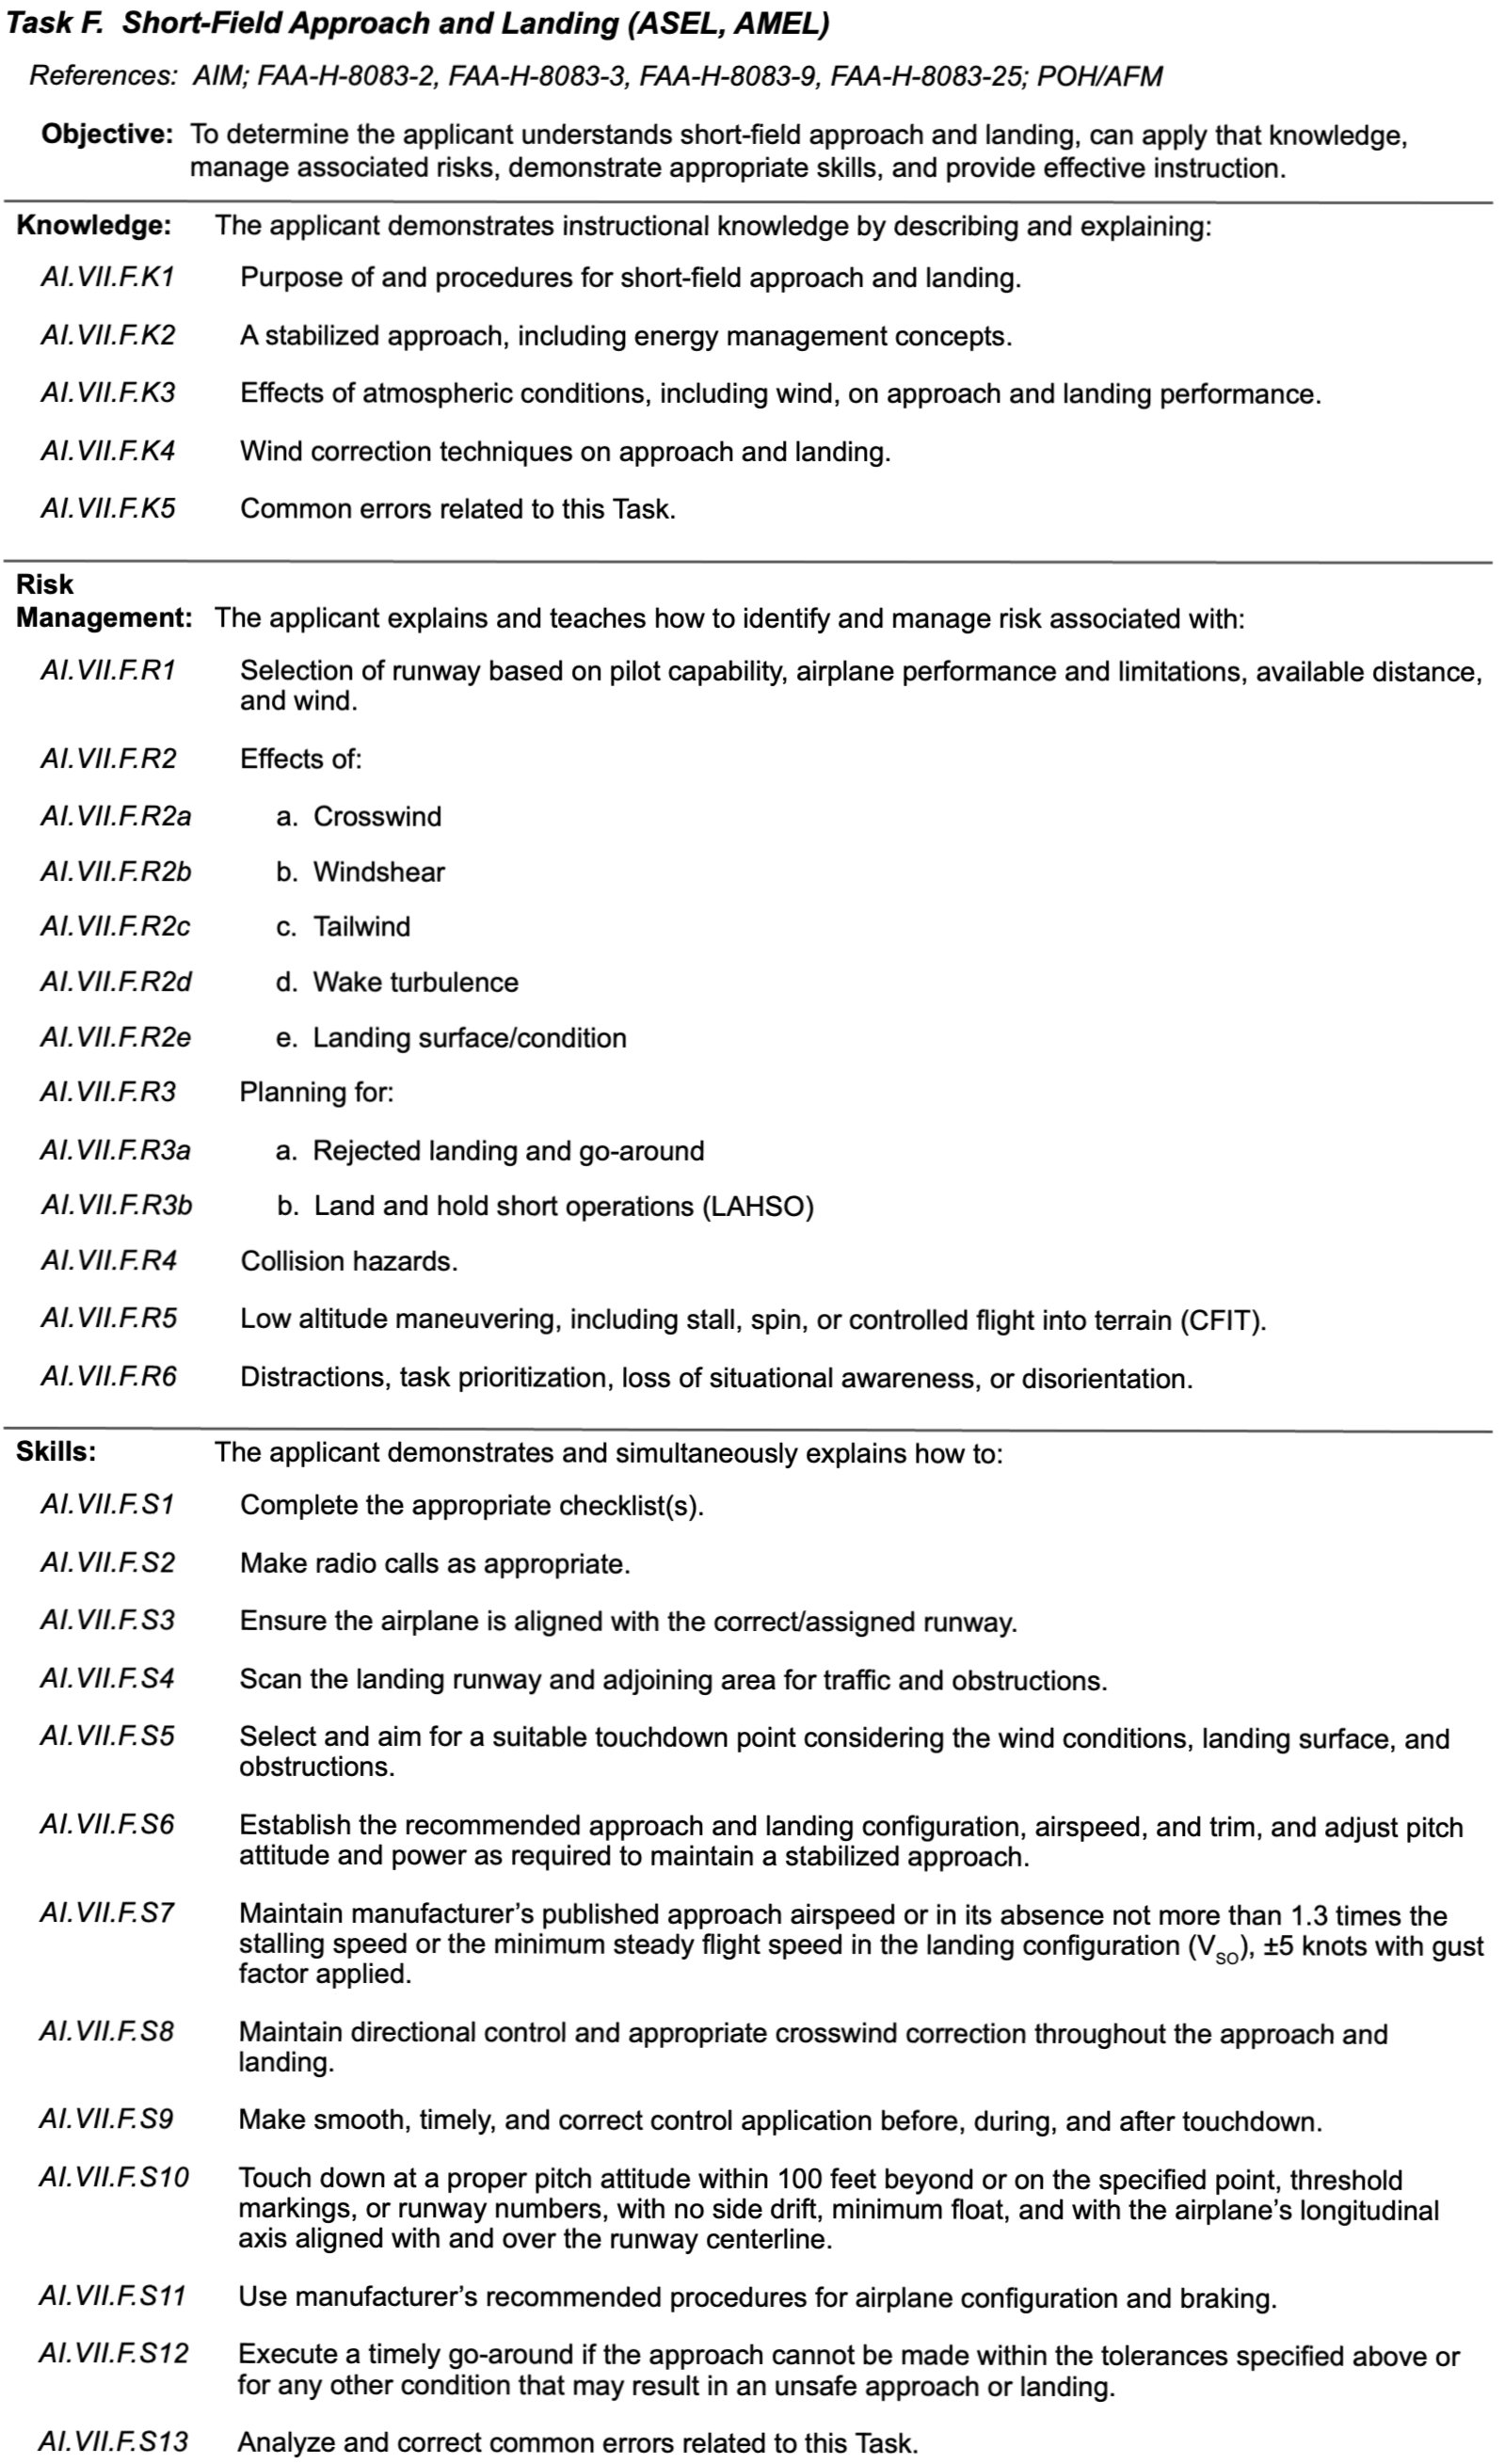 Task F. Short-Field Approach and Landing (ASEL, AMEL)
References: AIM; FAA-H-8083-2, FAA-H-8083-3, FAA-H-8083-9, FAA-H-8083-25; POH/AFM
Objective: To determine the applicant understands short-field approach and landing, can apply that knowledge,
manage associated risks, demonstrate appropriate skills, and provide effective instruction.
Knowledge: The applicant demonstrates instructional knowledge by describing and explaining:
AI.VII.F.K1 Purpose of and procedures for short-field approach and landing.
AI.VII.F.K2 A stabilized approach, including energy management concepts.
AI.VII.F.K3 Effects of atmospheric conditions, including wind, on approach and landing performance.
AI.VII.F.K4 Wind correction techniques on approach and landing.
AI.VII.F.K5 Common errors related to this Task.
Risk
Management: The applicant explains and teaches how to identify and manage risk associated with:
AI.VII.F.R1 Selection of runway based on pilot capability, airplane performance and limitations, available distance,
and wind.
AI.VII.F.R2 Effects of:
AI.VII.F.R2a a. Crosswind
AI.VII.F.R2b b. Windshear
AI.VII.F.R2c c. Tailwind
AI.VII.F.R2d d. Wake turbulence
AI.VII.F.R2e e. Landing surface/condition
AI.VII.F.R3 Planning for:
AI.VII.F.R3a a. Rejected landing and go-around
AI.VII.F.R3b b. Land and hold short operations (LAHSO)
AI.VII.F.R4 Collision hazards.
AI.VII.F.R5 Low altitude maneuvering, including stall, spin, or controlled flight into terrain (CFIT).
AI.VII.F.R6 Distractions, task prioritization, loss of situational awareness, or disorientation.
Skills: The applicant demonstrates and simultaneously explains how to:
AI.VII.F.S1 Complete the appropriate checklist(s).
AI.VII.F.S2 Make radio calls as appropriate.
AI.VII.F.S3 Ensure the airplane is aligned with the correct/assigned runway.
AI.VII.F.S4 Scan the landing runway and adjoining area for traffic and obstructions.
AI.VII.F.S5 Select and aim for a suitable touchdown point considering the wind conditions, landing surface, and
obstructions.
AI.VII.F.S6 Establish the recommended approach and landing configuration, airspeed, and trim, and adjust pitch
attitude and power as required to maintain a stabilized approach.
AI.VII.F.S7 Maintain manufacturer's published approach airspeed or in its absence not more than 1.3 times the
stalling speed or the minimum steady flight speed in the landing configuration (VSO), ±5 knots with gust
factor applied.
AI.VII.F.S8 Maintain directional control and appropriate crosswind correction throughout the approach and
landing.
AI.VII.F.S9 Make smooth, timely, and correct control application before, during, and after touchdown.
AI.VII.F.S10 Touch down at a proper pitch attitude within 100 feet beyond or on the specified point, threshold
markings, or runway numbers, with no side drift, minimum float, and with the airplane's longitudinal
axis aligned with and over the runway centerline.
AI.VII.F.S11 Use manufacturer's recommended procedures for airplane configuration and braking.
AI.VII.F.S12 Execute a timely go-around if the approach cannot be made within the tolerances specified above or
for any other condition that may result in an unsafe approach or landing.
AI.VII.F.S13 Analyze and correct common errors related to this Task.